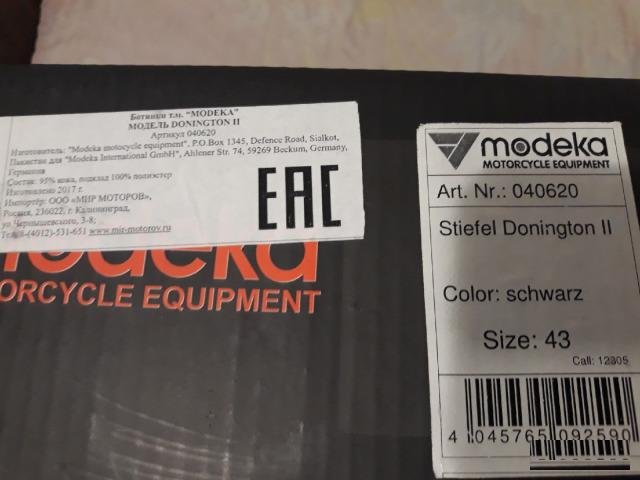 Ботинки т.м. "MODEKA"
МОДЕЛЬ DONINGTON II
Артикул 040620
Изготовитель: "Modeka motocycle equipment", P.O.Box 1345, Defence Road, Sialkot,
Пакистан для "Modeka International GmbH", Ahlener Str. 74, 59269 Beckum, Germany,
Германия
Состав: 95% кожа, подклад 100% полиэстер
Изготовлено 2017 г.
Импортёр: ООО «МИР МОТОРОВ»,
Россия, 236022, г. Калининград,
ул.Чернышевского, 3-8;
Тел.8-(4012)-531-651 www.mir-motorov.ru
EAC
modeka
ORCYCLE EQUIPMENT
modeka
MOTORCYCLE EQUIPMENT
Art. Nr.: 040620
Stiefel Donington II
Color: schwarz
Size: 43
Call: 12305
4 045765 092590